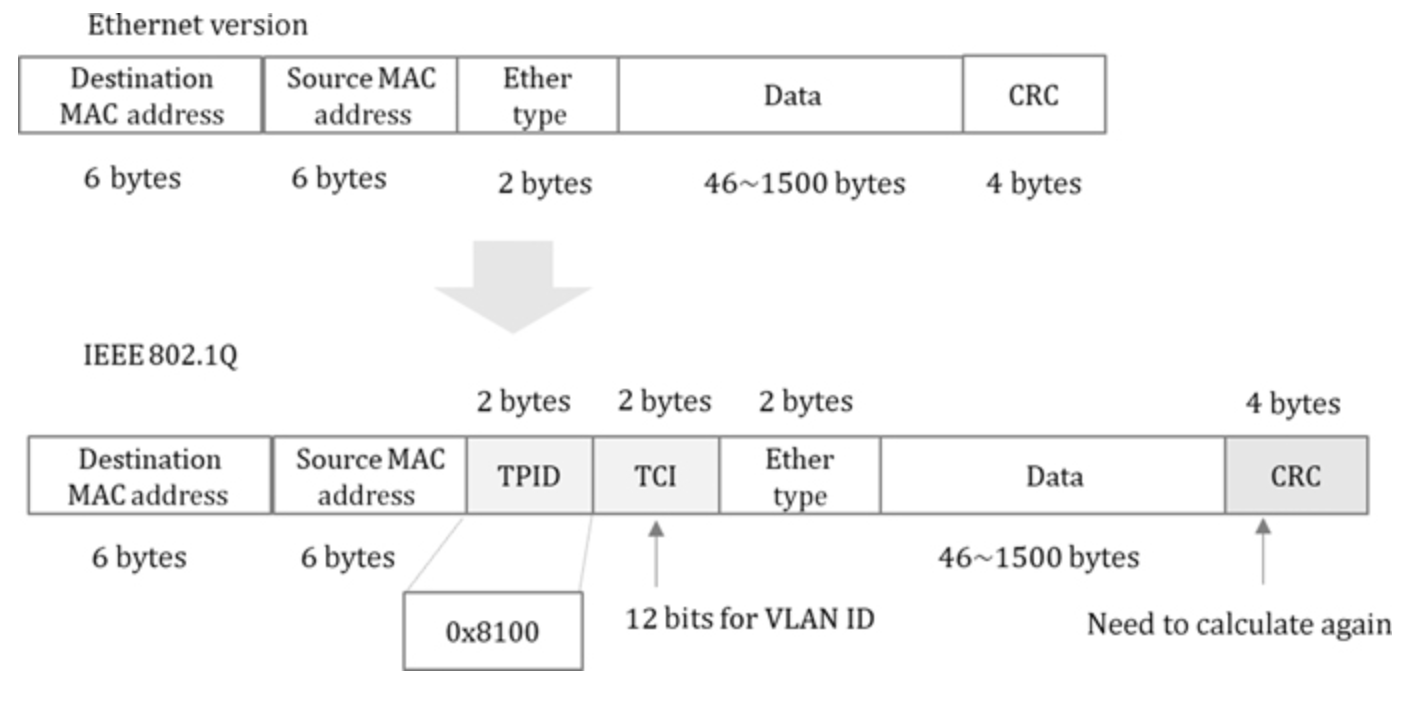 Ethernet version
Destination
MAC address
Source MAC
address
Ether
type
Data
CRC
6 bytes
6 bytes
2 bytes
46~1500 bytes
4 bytes
IEEE 802.1Q
2 bytes
2 bytes
2 bytes
4 bytes
Destination
MAC address
Source MAC
address
TPID
TCI
Ether
type
Data
CRC
6 bytes
6 bytes
46~1500 bytes
0x8100
12 bits for VLAN ID
Need to calculate again